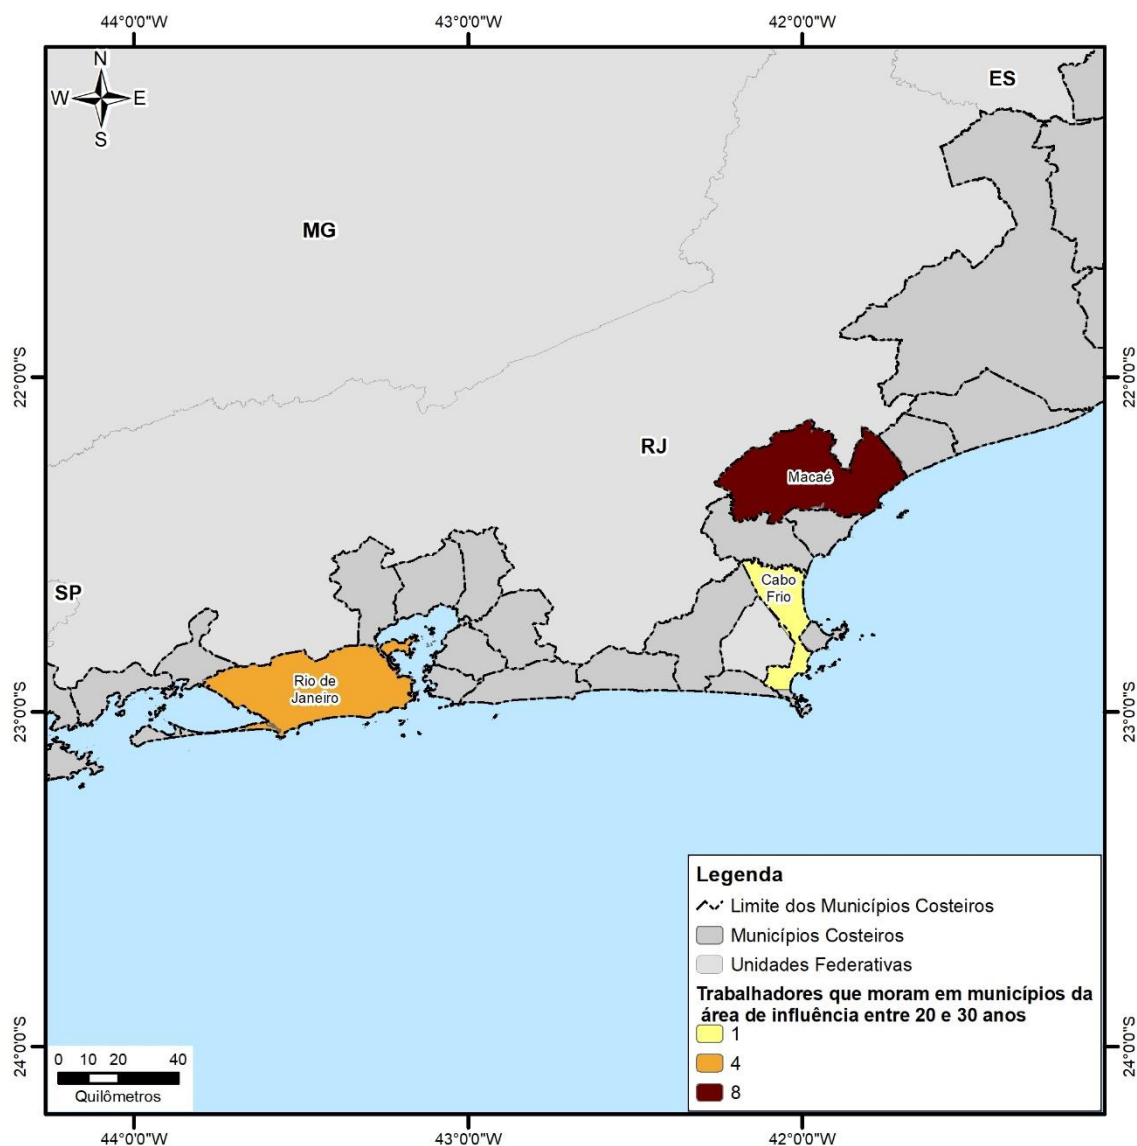 44°0'0"W 43°0'0"W 42°0'0"W
N
W E
S
ES
MG
22°0'0"S 22°0'0"S
RJ
Macaé
Cabo
Frio
SP
Rio de
Janeiro
23°0'0"S 23°0'0"S
Legenda
Limite dos Municípios Costeiros
Municípios Costeiros
Unidades Federativas
Trabalhadores que moram em municípios da
área de influência entre 20 e 30 anos
1
4
8
24°0'0"S 24°0'0"S
0 10 20 40
Quilômetros
44°0'0"W 43°0'0"W 42°0'0"W